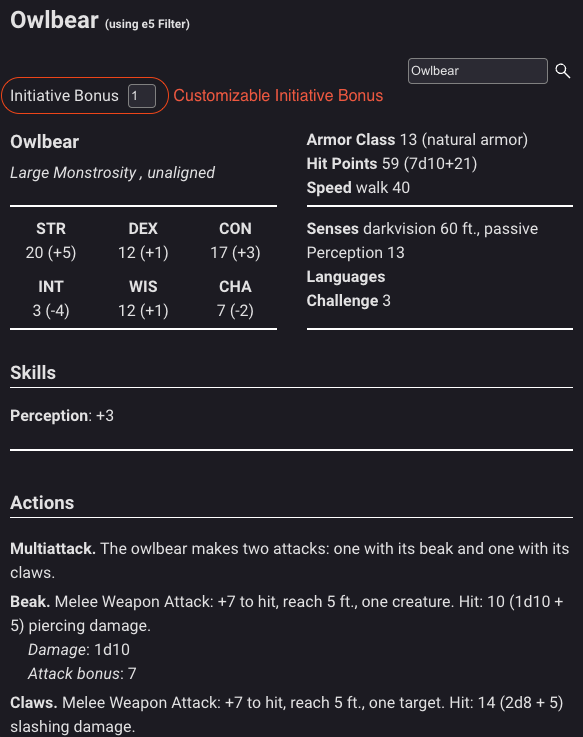 Owlbear (using e5 Filter)
Owlbear
Initiative Bonus 1 Customizable Initiative Bonus
Owlbear
Large Monstrosity , unaligned
Armor Class 13 (natural armor)
Hit Points 59 (7d10+21)
Speed walk 40
STR DEX CON
20 (+5) 12 (+1) 17 (+3)
INT WIS CHA
3 (-4) 12 (+1) 7 (-2)
Senses darkvision 60 ft., passive
Perception 13
Languages
Challenge 3
Skills
Perception: +3
Actions
Multiattack. The owlbear makes two attacks: one with its beak and one with its
claws.
Beak. Melee Weapon Attack: +7 to hit, reach 5 ft., one creature. Hit: 10 (1d10 +
5) piercing damage.
Damage: 1d10
Attack bonus: 7
Claws. Melee Weapon Attack: +7 to hit, reach 5 ft., one target. Hit: 14 (2d8 + 5)
slashing damage.